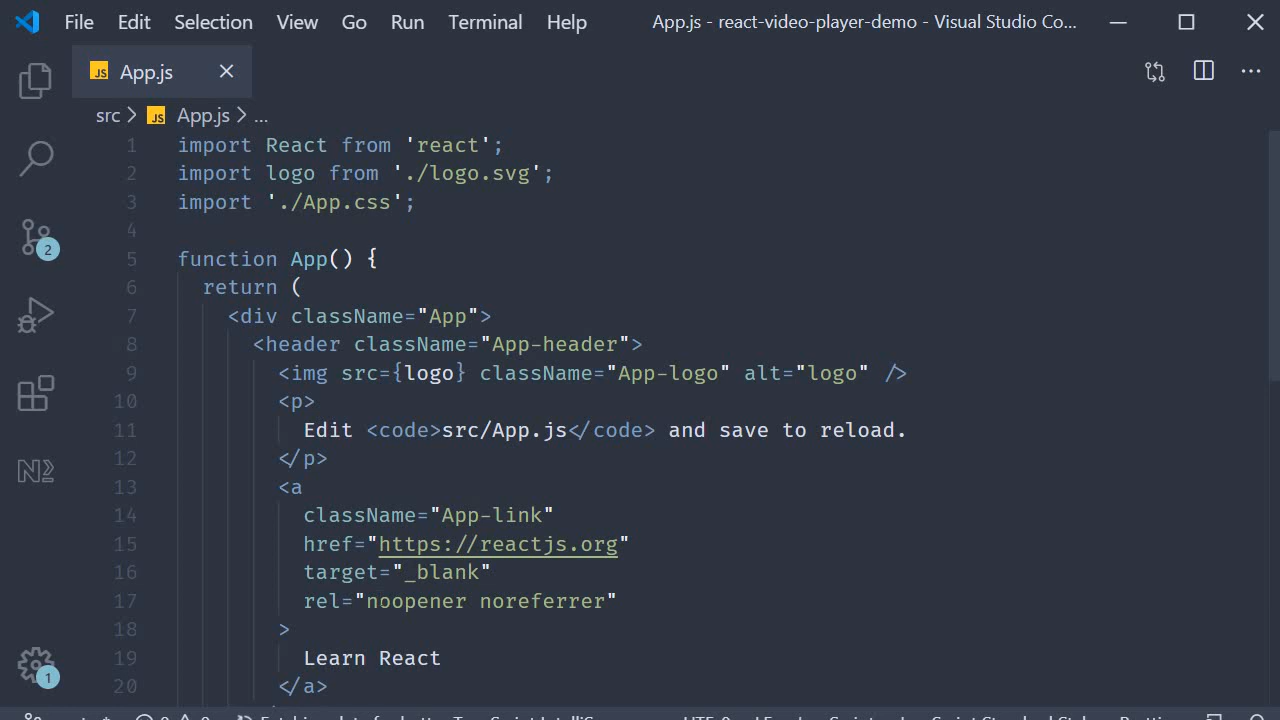 File Edit Selection View Go Run Terminal Help App.js - react-video-player-demo - Visual Studio Co...
JS App.js
src > JS App.js > ...
1 import React from 'react';
2 import logo from './logo.svg';
3 import './App.css';
4
5 function App() {
6 return (
7 <div className="App">
8 <header className="App-header">
9 <img src={logo} className="App-logo" alt="logo" />
10 <p>
11 Edit <code>src/App.js</code> and save to reload.
12 </p>
13 <a
14 className="App-link"
15 href="https://reactjs.org"
16 target="_blank"
17 rel="noopener noreferrer"
18 >
19 Learn React
20 </a>
2
1